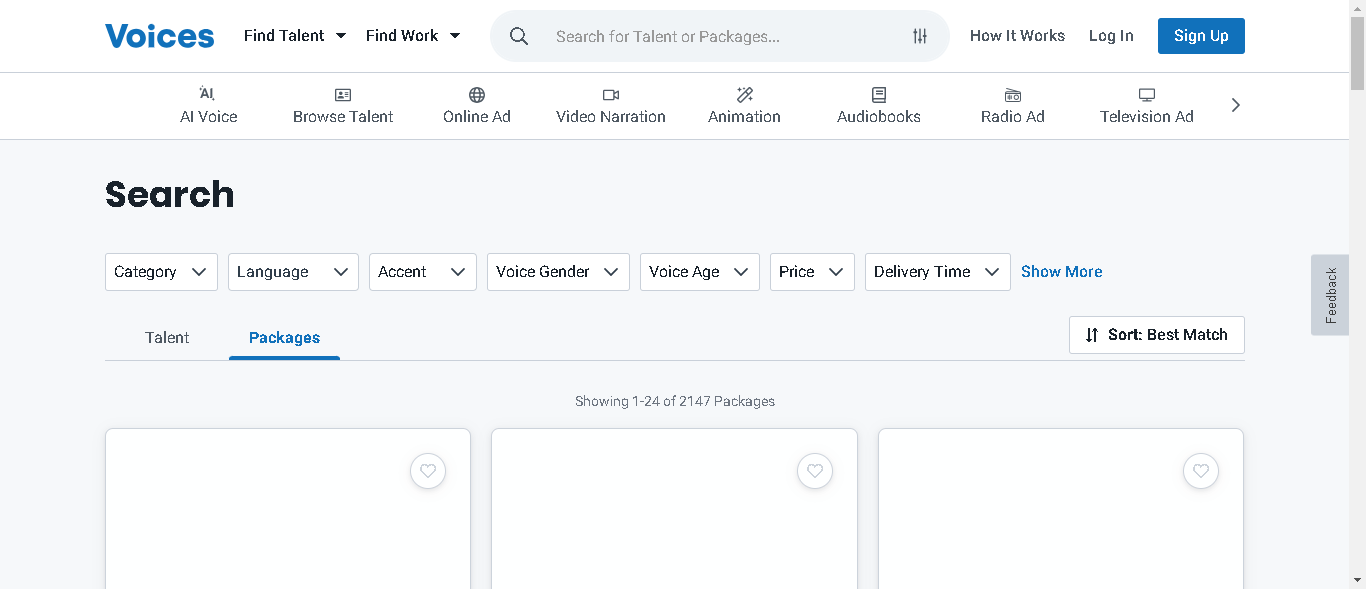 Voices
Find Talent
Find Work
Search for Talent or Packages...
How It Works
Log In
Sign Up
AI
AI Voice
Browse Talent
Online Ad
Video Narration
Animation
Audiobooks
Radio Ad
Television Ad
Search
Category
Language
Accent
Voice Gender
Voice Age
Price
Delivery Time
Show More
Feedback
Talent
Packages
Sort: Best Match
Showing 1-24 of 2147 Packages